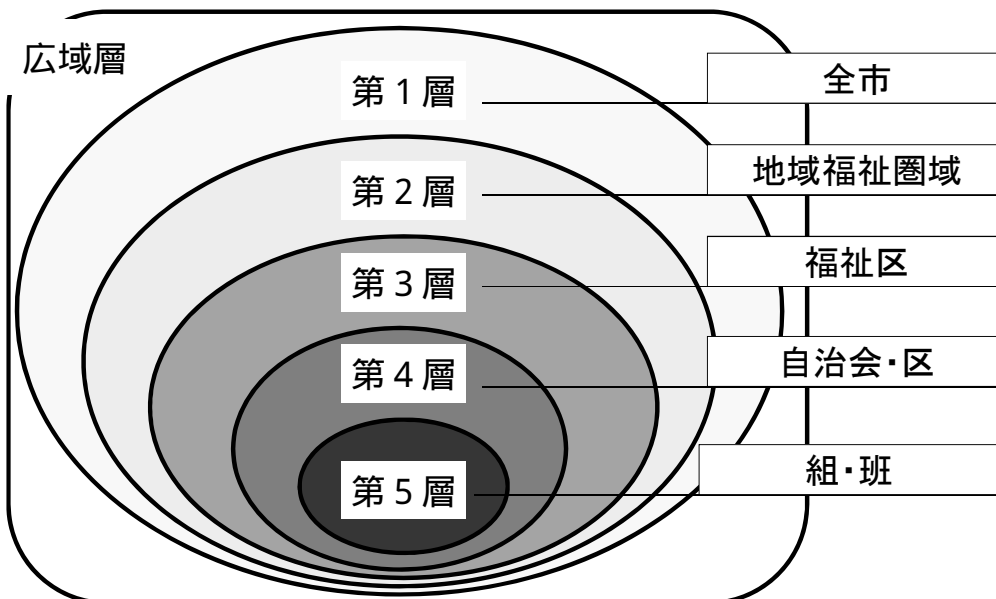 広域層
第1層
全市
第2層
地域福祉圏域
第3層
福祉区
第4層
自治会・区
第5層
組・班